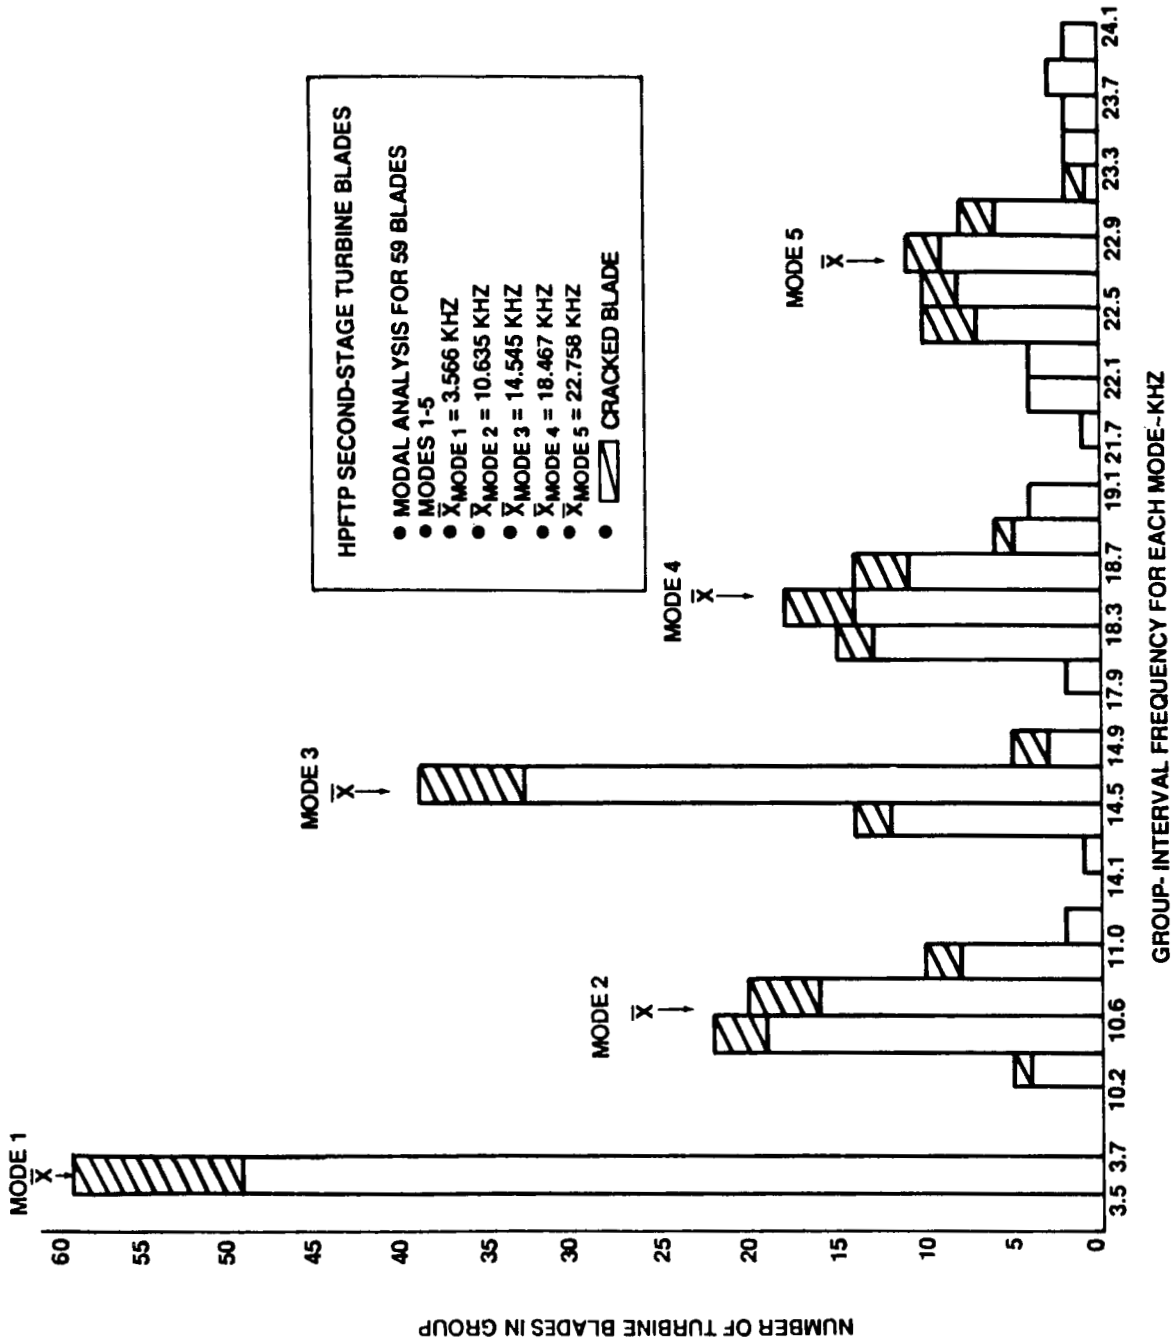 HPFTP SECOND-STAGE TURBINE BLADES
● MODAL ANALYSIS FOR 59 BLADES
● MODES 1-5
● X̅MODE 1 = 3.566 KHZ
● X̅MODE 2 = 10.635 KHZ
● X̅MODE 3 = 14.545 KHZ
● X̅MODE 4 = 18.467 KHZ
● X̅MODE 5 = 22.758 KHZ
● CRACKED BLADE
MODE 1
X̅
MODE 2
X̅
MODE 3
X̅
MODE 4
X̅
MODE 5
X̅
NUMBER OF TURBINE BLADES IN GROUP
60
55
50
45
40
35
30
25
20
15
10
5
0
3.5 3.7 10.2 10.6 11.0 14.1 14.5 14.9 17.9 18.3 18.7 19.1 21.7 22.1 22.5 22.9 23.3 23.7 24.1
GROUP- INTERVAL FREQUENCY FOR EACH MODE~KHZ